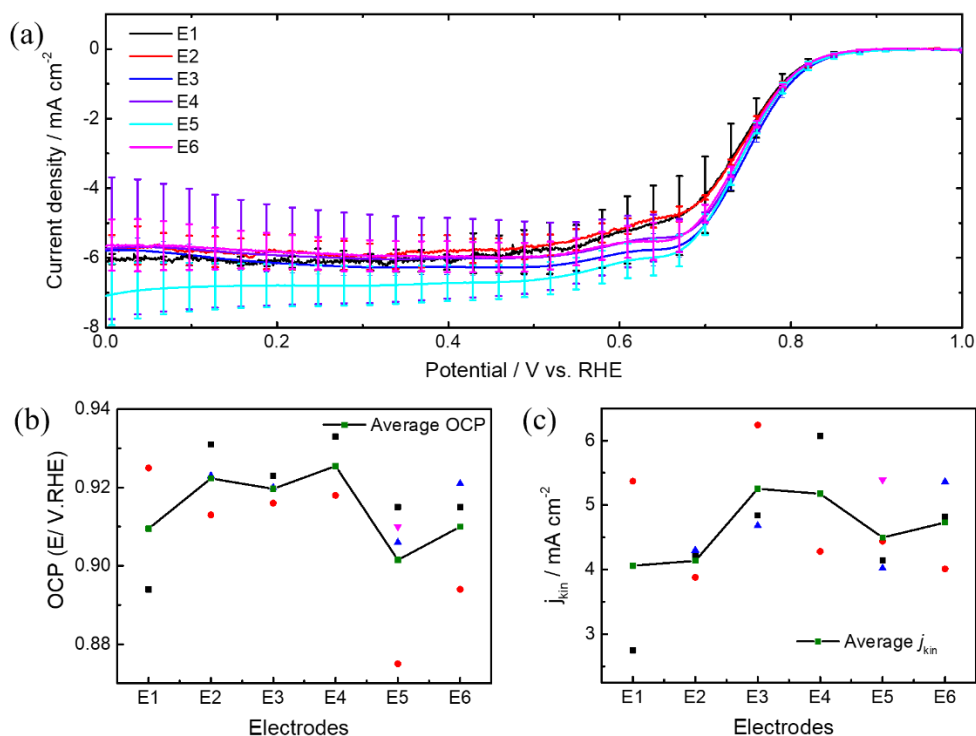 (a)
E1
E2
E3
E4
E5
E6
0
-2
-4
-6
-8
Current density / mA cm⁻²
0.0 0.2 0.4 0.6 0.8 1.0
Potential / V vs. RHE
(b)
Average OCP
0.94
0.92
0.90
0.88
OCP (E/ V.RHE)
E1 E2 E3 E4 E5 E6
Electrodes
(c)
6
5
4
3
j_kin / mA cm⁻²
Average j_kin
E1 E2 E3 E4 E5 E6
Electrodes